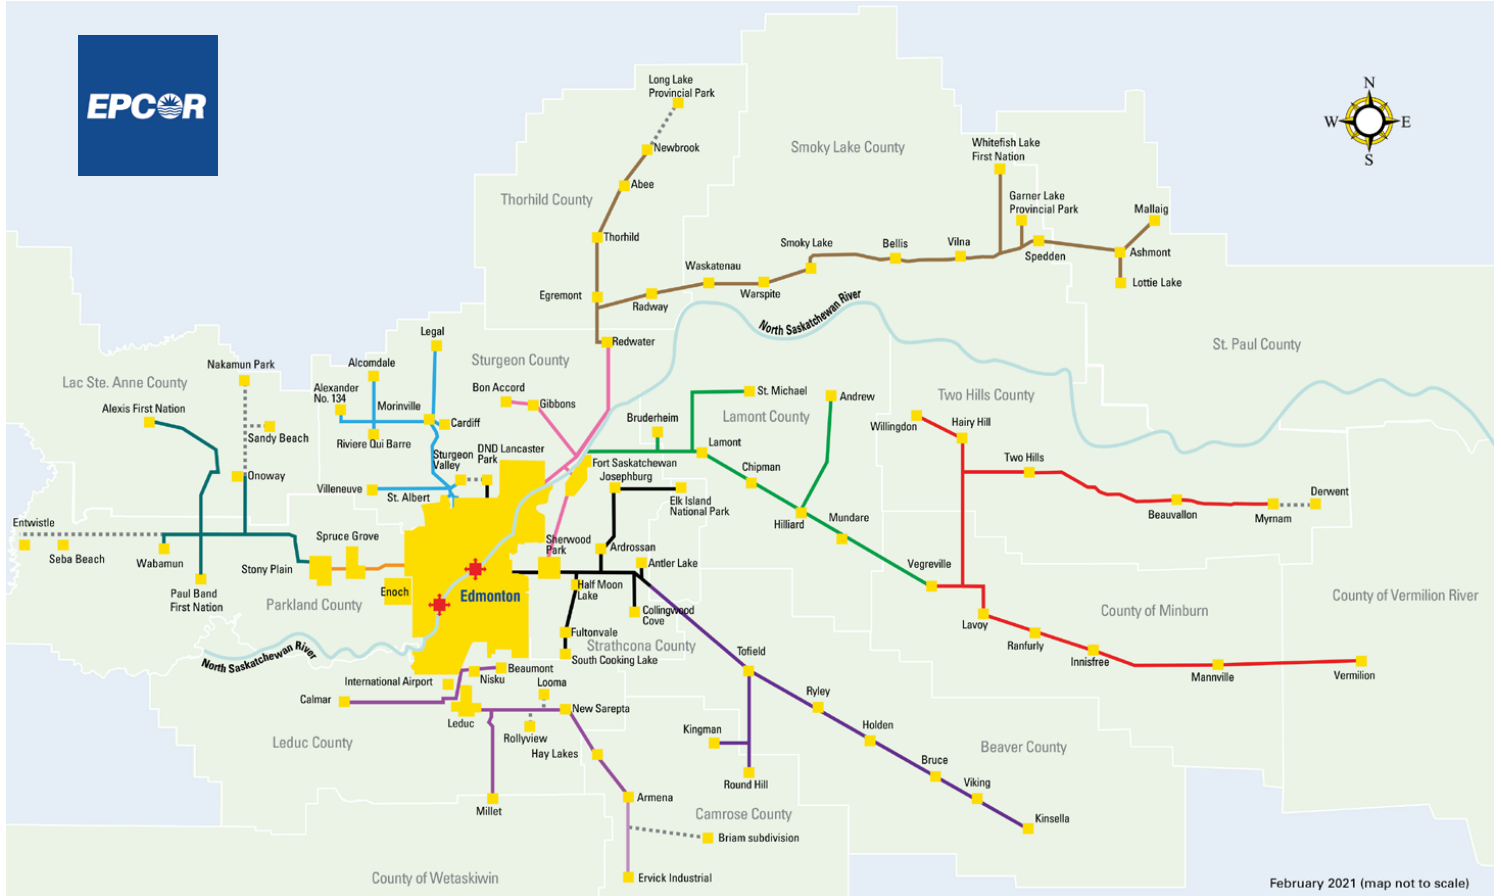 EPCOR
N
W
E
S
Long Lake
Provincial Park
Newbrook
Abee
Thorhild County
Thorhild
Egremont
Radway
Waskatenau
Warspite
Smoky Lake
Smoky Lake County
Bellis
Vilna
Whitefish Lake
First Nation
Garner Lake
Provincial Park
Spedden
Mallaig
Ashmont
Lottie Lake
North Saskatchewan River
St. Paul County
Redwater
Sturgeon County
Legal
Alcomdale
Alexander
No. 134
Morinville
Cardiff
Riviere Qui Barre
Bon Accord
Gibbons
Nakamun Park
Lac Ste. Anne County
Alexis First Nation
Sandy Beach
Onoway
Sturgeon
Valley
DND Lancaster
Park
Villeneuve
St. Albert
Entwistle
Seba Beach
Wabamun
Paul Band
First Nation
Stony Plain
Spruce Grove
Parkland County
Enoch
Edmonton
North Saskatchewan River
Bruderheim
St. Michael
Lamont County
Lamont
Andrew
Fort Saskatchewan
Josephburg
Elk Island
National Park
Chipman
Hilliard
Mundare
Vegreville
Two Hills County
Willingdon
Hairy Hill
Two Hills
Beauvallon
Myrnam
Derwent
Sherwood
Park
Ardrossan
Antler Lake
Half Moon
Lake
Collingwood
Cove
Fultonvale
Strathcona County
South Cooking Lake
Lavoy
Ranfurly
Innisfree
County of Minburn
Mannville
Vermilion
County of Vermilion River
International Airport
Beaumont
Nisku
Looma
Calmar
Leduc
New Sarepta
Rollyview
Hay Lakes
Leduc County
Millet
Armena
Camrose County
Briam subdivision
Ervick Industrial
County of Wetaskiwin
Tofield
Ryley
Kingman
Round Hill
Holden
Bruce
Viking
Kinsella
Beaver County
February 2021 (map not to scale)